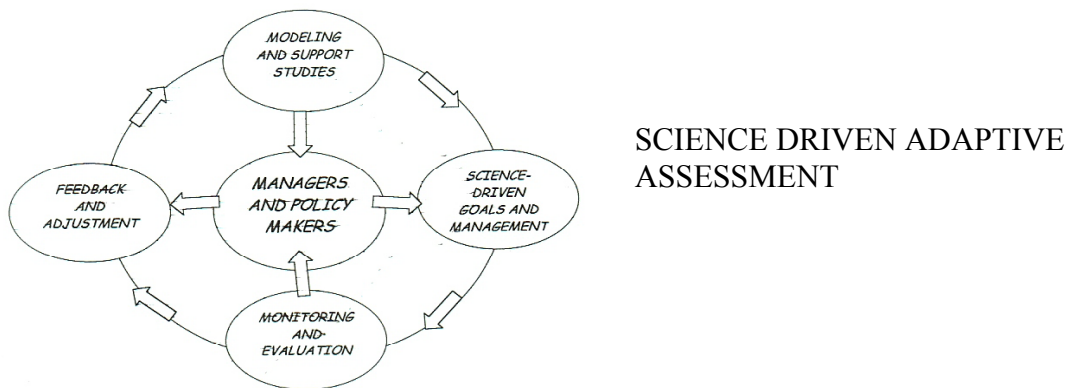 MODELING
AND SUPPORT
STUDIES
SCIENCE DRIVEN ADAPTIVE
ASSESSMENT
FEEDBACK
AND
ADJUSTMENT
MANAGERS
AND POLICY
MAKERS
SCIENCE-
DRIVEN
GOALS AND
MANAGEMENT
MONITORING
AND
EVALUATION